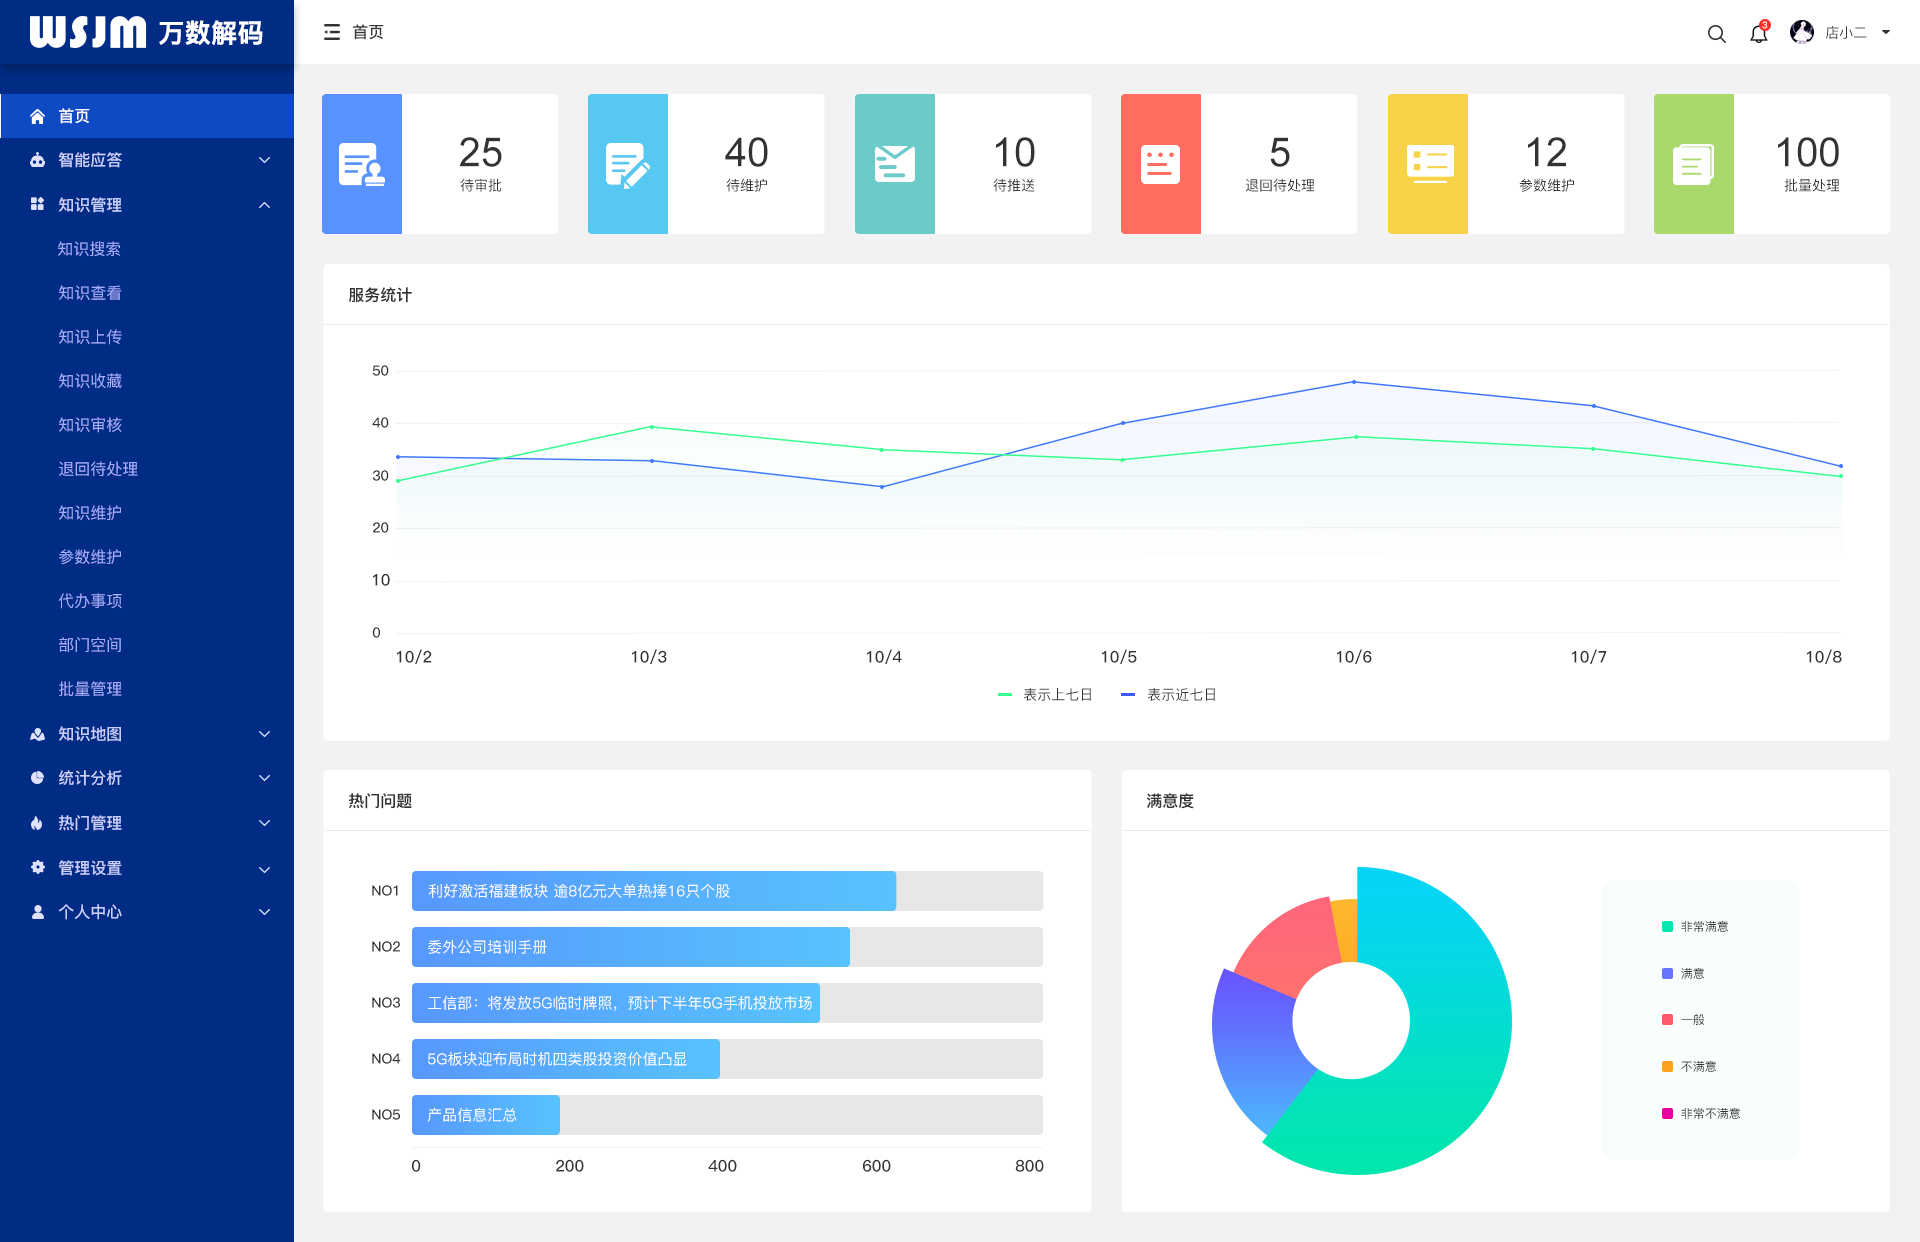 WSJM 万数解码
首页
3
店小二
首页
智能应答
知识管理
知识搜索
知识查看
知识上传
知识收藏
知识审核
退回待处理
知识维护
参数维护
代办事项
部门空间
批量管理
知识地图
统计分析
热门管理
管理设置
个人中心
25
待审批
40
待维护
10
待推送
5
退回待处理
12
参数维护
100
批量处理
服务统计
50
40
30
20
10
0
10/2 10/3 10/4 10/5 10/6 10/7 10/8
表示上七日 表示近七日
热门问题
NO1 利好激活福建板块 逾8亿元大单热捧16只个股
NO2 委外公司培训手册
NO3 工信部：将发放5G临时牌照，预计下半年5G手机投放市场
NO4 5G板块迎布局时机四类股投资价值凸显
NO5 产品信息汇总
0 200 400 600 800
满意度
非常满意
满意
一般
不满意
非常不满意